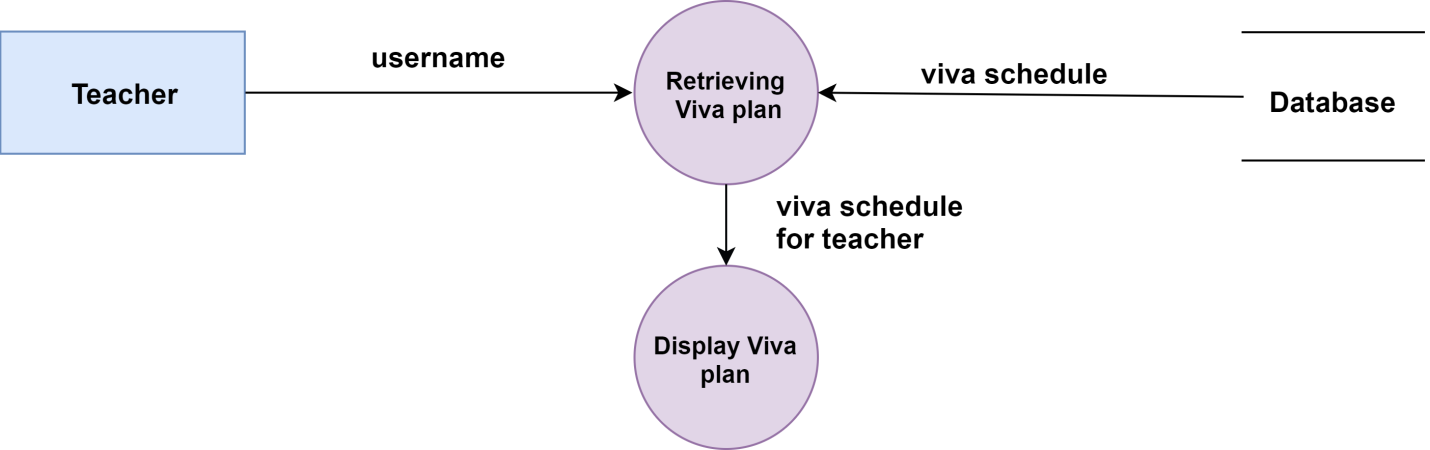 username
Teacher
Retrieving
Viva plan
viva schedule
Database
viva schedule
for teacher
Display Viva
plan